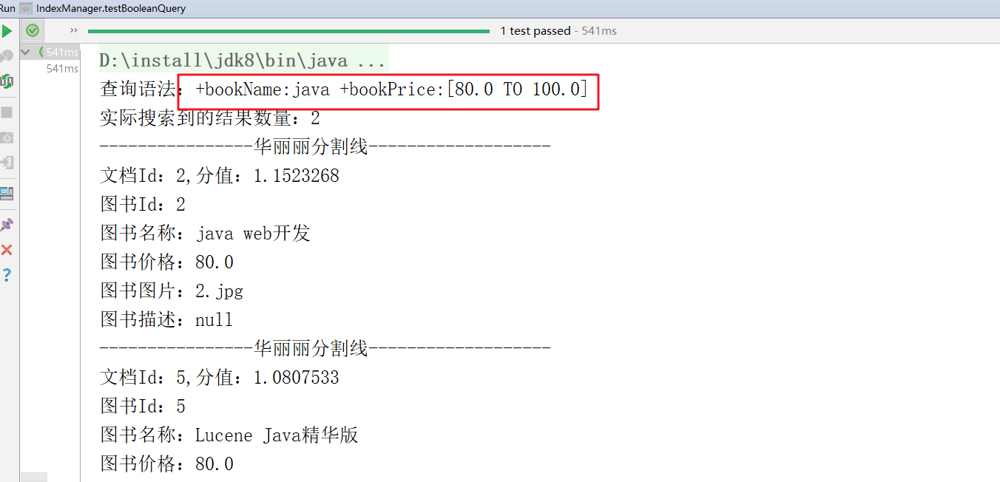 Run IndexManager.testBooleanQuery
1 test passed - 541ms
541ms
541ms
D:\install\jdk8\bin\java ...
查询语法：+bookName:java +bookPrice:[80.0 TO 100.0]
实际搜索到的结果数量：2
----------------华丽丽分割线-------------------
文档Id：2,分值：1.1523268
图书Id：2
图书名称：java web开发
图书价格：80.0
图书图片：2.jpg
图书描述：null
----------------华丽丽分割线-------------------
文档Id：5,分值：1.0807533
图书Id：5
图书名称：Lucene Java精华版
图书价格：80.0